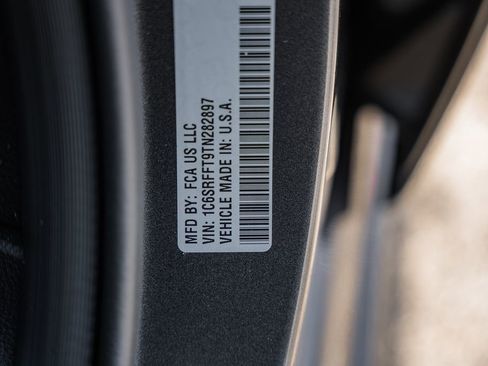 MFD BY: FCA US LLC
VIN: 1C6SRFFT9TN282897
VEHICLE MADE IN: U.S.A.